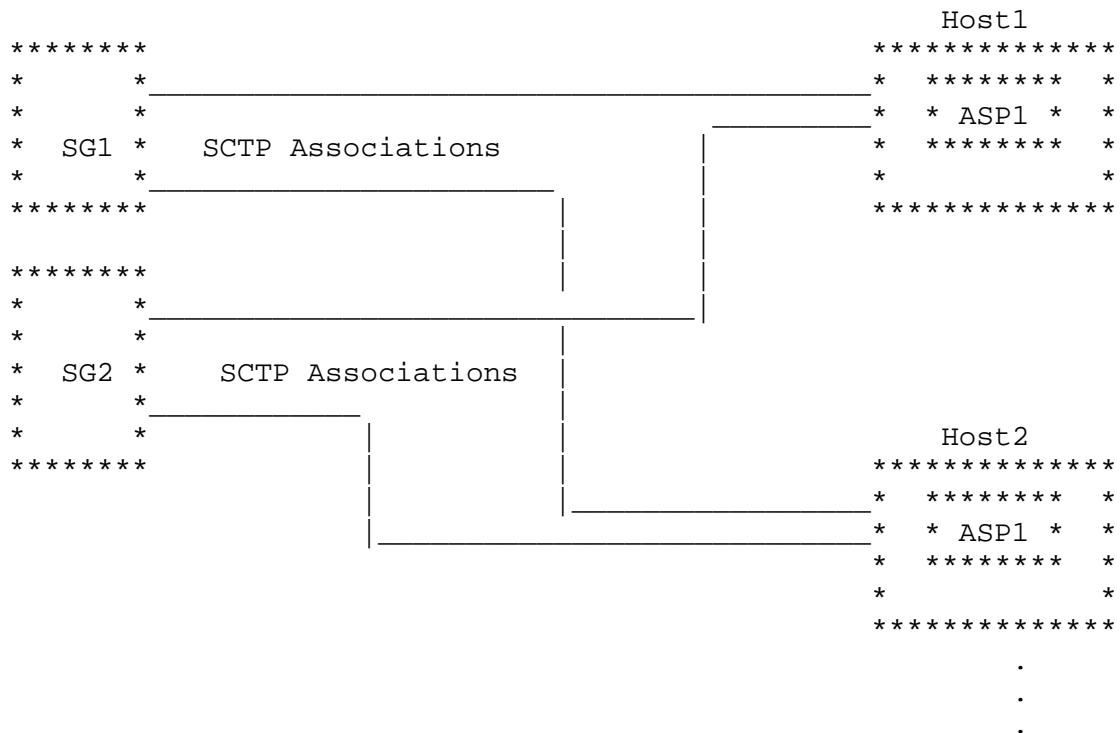 Host1
ASP1
SG1 SCTP Associations
SG2 SCTP Associations
Host2
ASP1